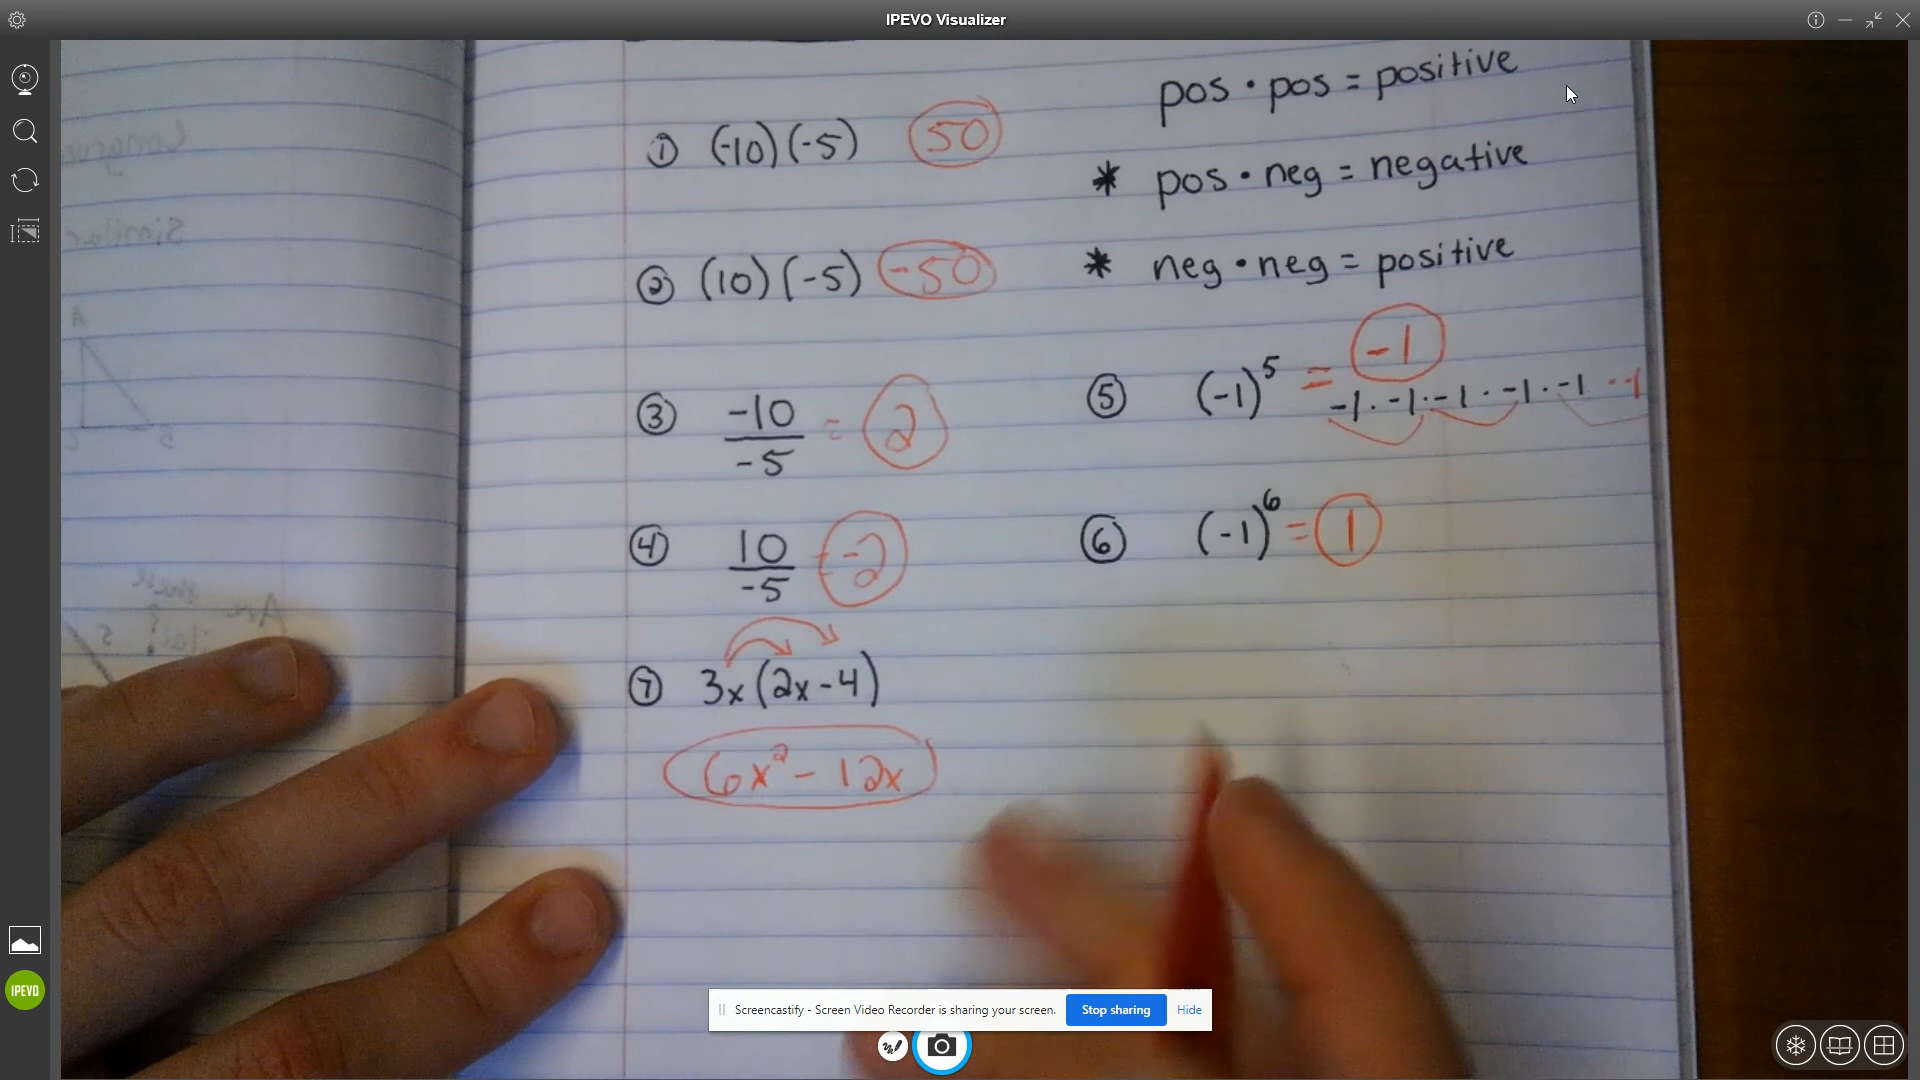 IPEVO Visualizer
pos · pos = positive
① (-10)(-5) 50
* pos · neg = negative
② (10)(-5) -50
* neg · neg = positive
③ -10/-5 = 2
⑤ (-1)^5 = -1
-1 · -1 · -1 · -1 · -1 · -1
④ 10/-5 = -2
⑥ (-1)^6 = 1
⑦ 3x(2x-4)
6x² - 12x
Similar
A
5
IPEVO
Screencastify - Screen Video Recorder is sharing your screen. Stop sharing Hide